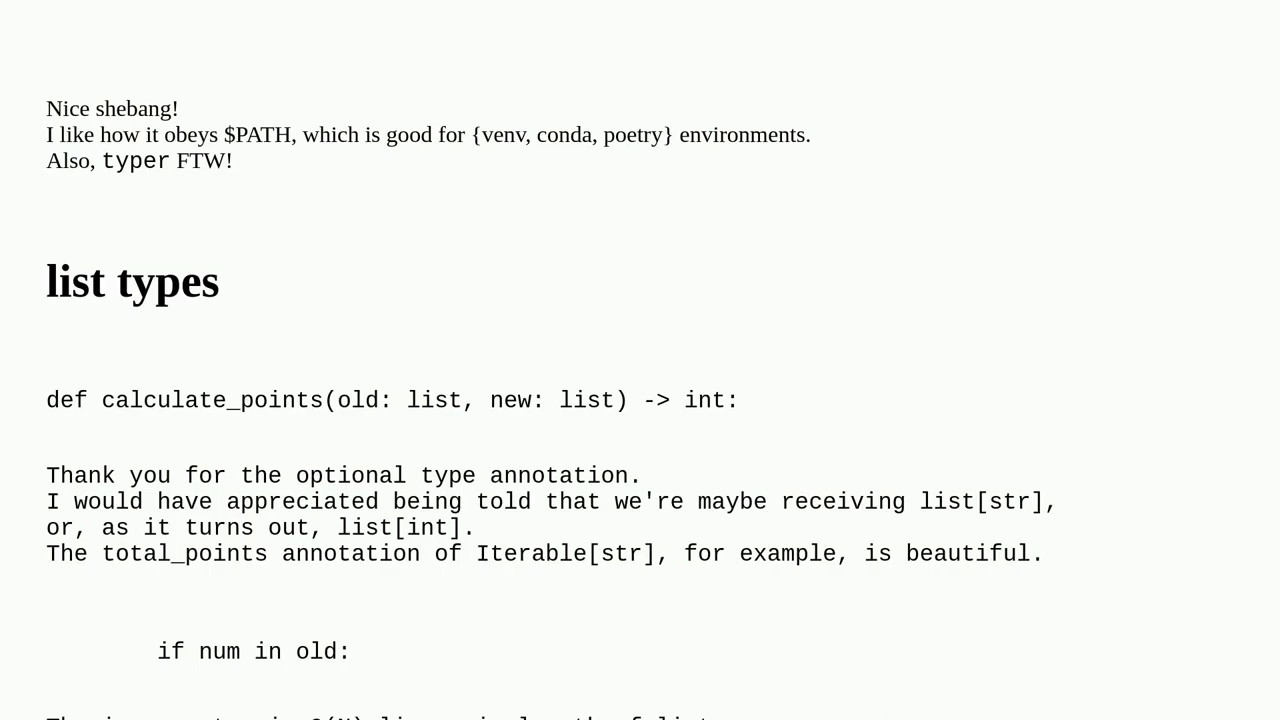 Nice shebang!
I like how it obeys $PATH, which is good for {venv, conda, poetry} environments.
Also, typer FTW!
list types
def calculate_points(old: list, new: list) -> int:
Thank you for the optional type annotation.
I would have appreciated being told that we're maybe receiving list[str],
or, as it turns out, list[int].
The total_points annotation of Iterable[str], for example, is beautiful.
if num in old: